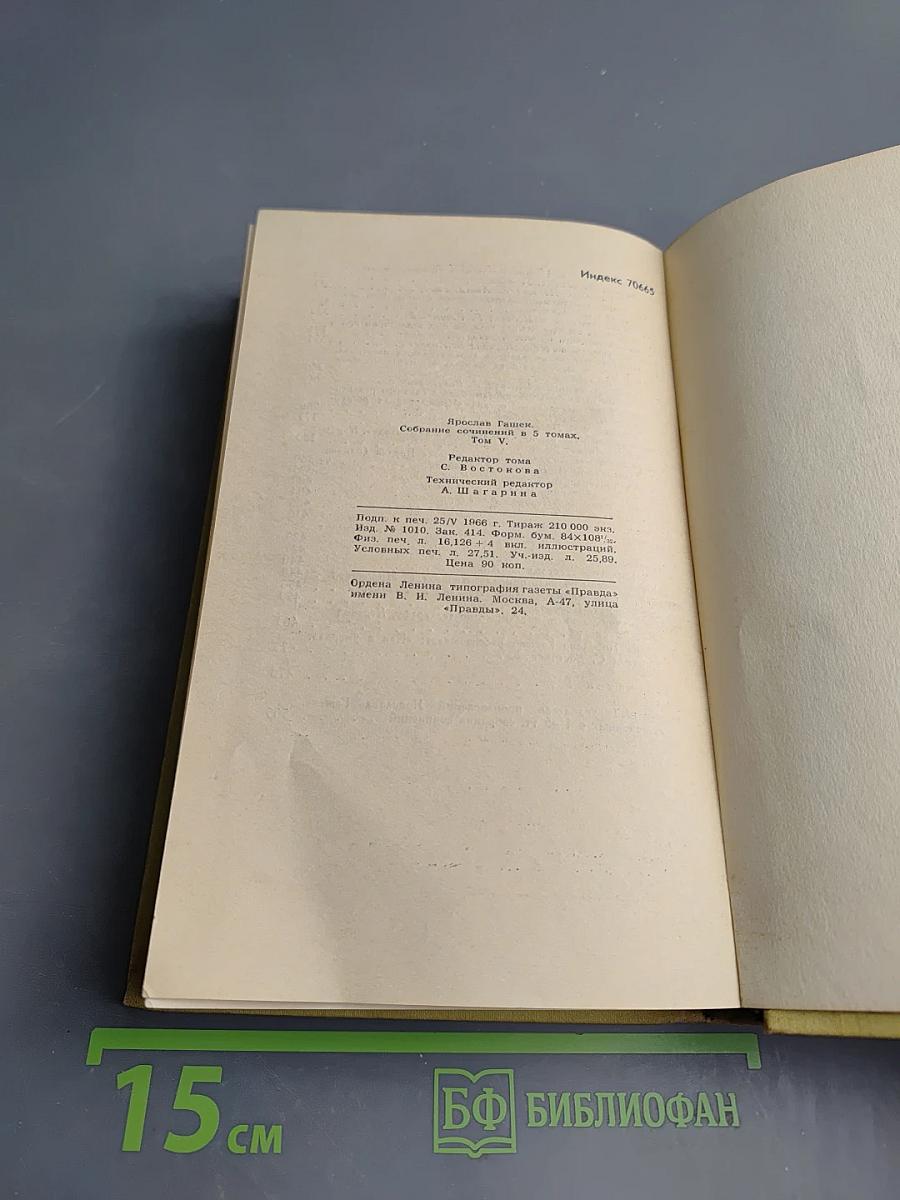 Индекс 70665
Ярослав Гашек.
Собрание сочинений в 5 томах.
Том V.
Редактор тома
С. Востокова
Технический редактор
А. Шагарина
Подп. к печ. 25/V 1966 г. Тираж 210 000 экз.
Изд. № 1010. Зак. 414. Форм. бум. 84×108¹/₃₂.
Физ. печ. л. 16,126 + 4 вкл. иллюстраций.
Условных печ. л. 27,51. Уч.-изд. л. 25,89.
Цена 90 коп.
Ордена Ленина типография газеты «Правда»
имени В. И. Ленина. Москва, А-47, улица
«Правды», 24.
15 см
БФ БИБЛИОФАН